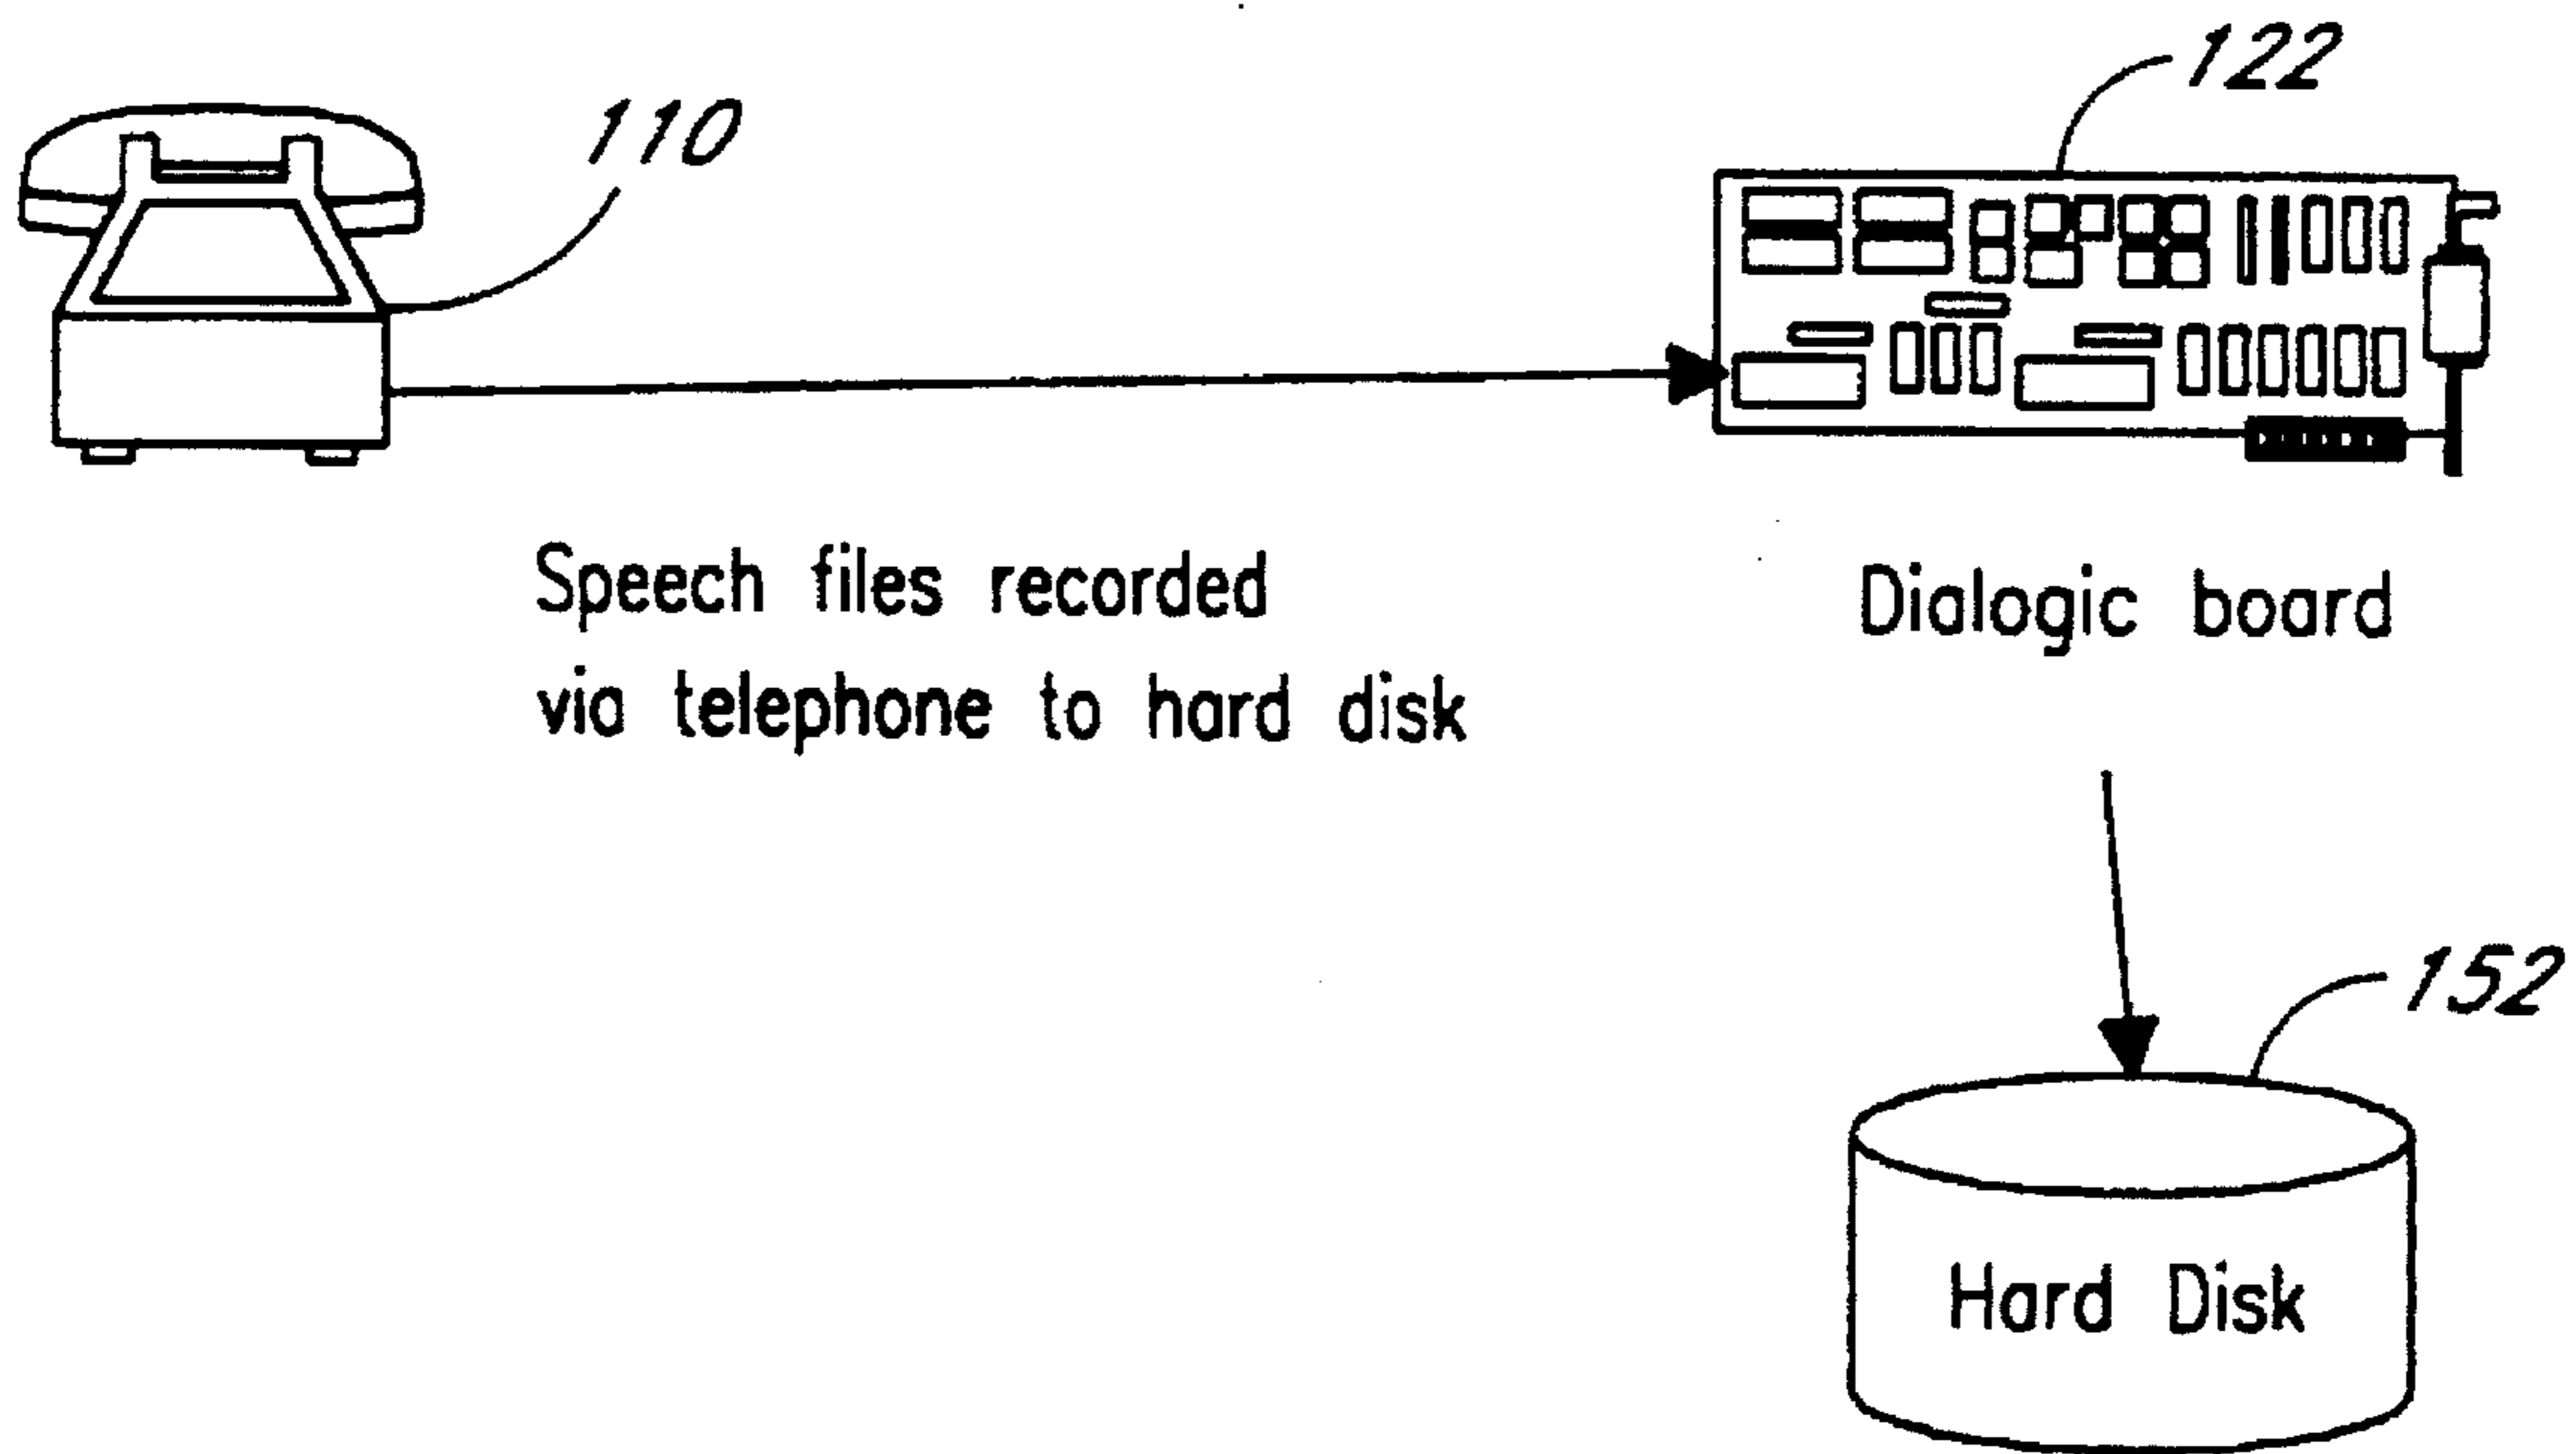 110
122
Speech files recorded
via telephone to hard disk
Dialogic board
152
Hard Disk